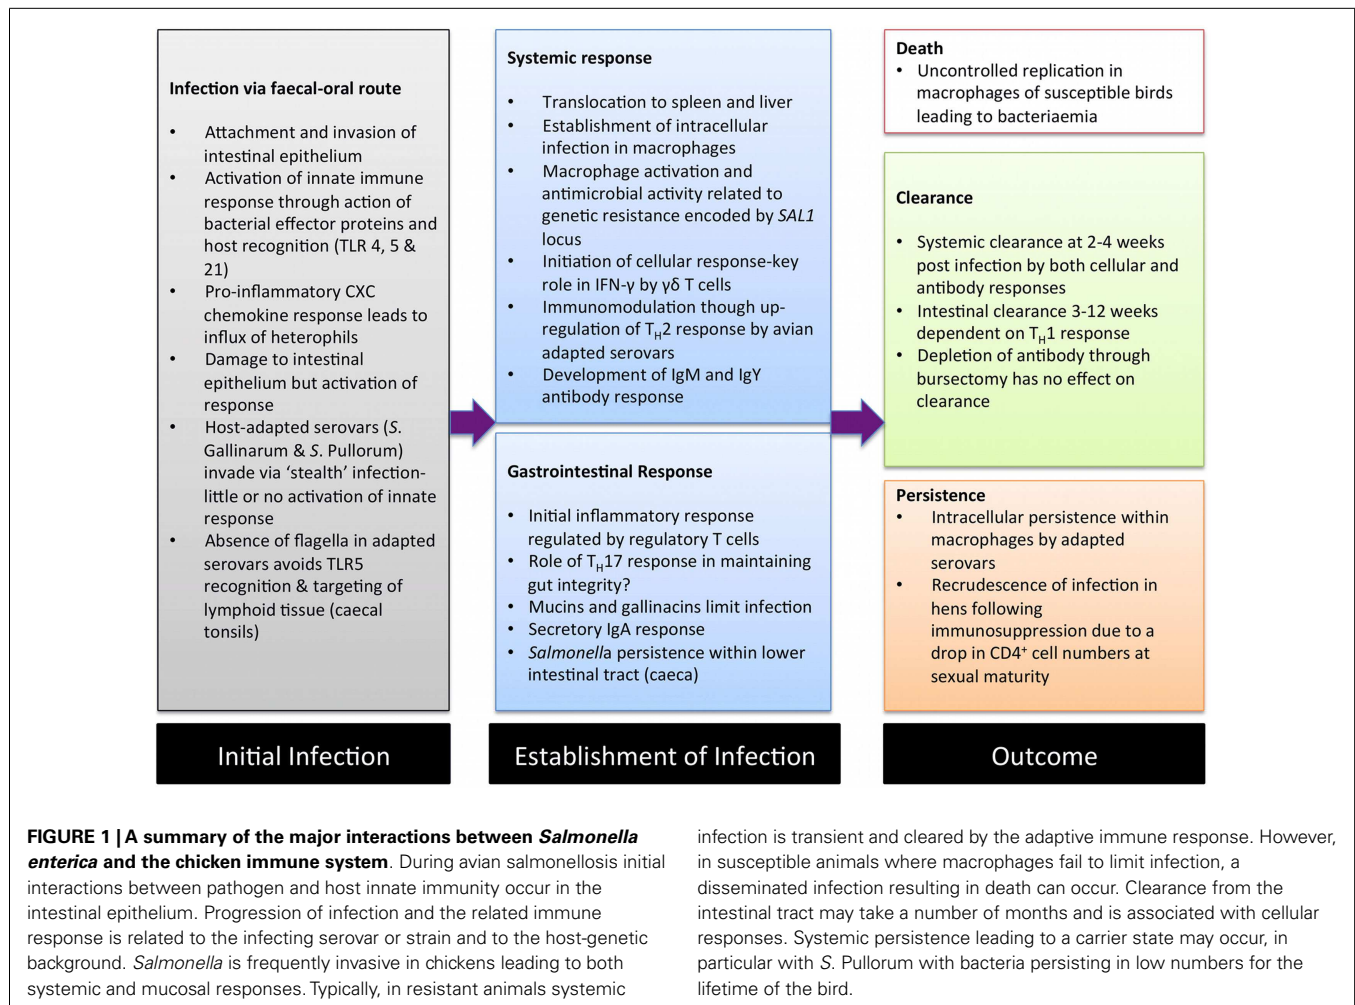 Infection via faecal-oral route
• Attachment and invasion of
intestinal epithelium
• Activation of innate immune
response through action of
bacterial effector proteins and
host recognition (TLR 4, 5 &
21)
• Pro-inflammatory CXC
chemokine response leads to
influx of heterophils
• Damage to intestinal
epithelium but activation of
response
• Host-adapted serovars (S.
Gallinarum & S. Pullorum)
invade via ‘stealth’ infection-
little or no activation of innate
response
• Absence of flagella in adapted
serovars avoids TLR5
recognition & targeting of
lymphoid tissue (caecal
tonsils)
Initial Infection
Systemic response
• Translocation to spleen and liver
• Establishment of intracellular
infection in macrophages
• Macrophage activation and
antimicrobial activity related to
genetic resistance encoded by SAL1
locus
• Initiation of cellular response-key
role in IFN-γ by γδ T cells
• Immunomodulation though up-
regulation of TH2 response by avian
adapted serovars
• Development of IgM and IgY
antibody response
Gastrointestinal Response
• Initial inflammatory response
regulated by regulatory T cells
• Role of TH17 response in maintaining
gut integrity?
• Mucins and gallinacins limit infection
• Secretory IgA response
• Salmonella persistence within lower
intestinal tract (caeca)
Establishment of Infection
Death
• Uncontrolled replication in
macrophages of susceptible birds
leading to bacteriaemia
Clearance
• Systemic clearance at 2-4 weeks
post infection by both cellular and
antibody responses
• Intestinal clearance 3-12 weeks
dependent on TH1 response
• Depletion of antibody through
bursectomy has no effect on
clearance
Persistence
• Intracellular persistence within
macrophages by adapted
serovars
• Recrudescence of infection in
hens following
immunosuppression due to a
drop in CD4+ cell numbers at
sexual maturity
Outcome
FIGURE 1 | A summary of the major interactions between Salmonella
enterica and the chicken immune system. During avian salmonellosis initial
interactions between pathogen and host innate immunity occur in the
intestinal epithelium. Progression of infection and the related immune
response is related to the infecting serovar or strain and to the host-genetic
background. Salmonella is frequently invasive in chickens leading to both
systemic and mucosal responses. Typically, in resistant animals systemic
infection is transient and cleared by the adaptive immune response. However,
in susceptible animals where macrophages fail to limit infection, a
disseminated infection resulting in death can occur. Clearance from the
intestinal tract may take a number of months and is associated with cellular
responses. Systemic persistence leading to a carrier state may occur, in
particular with S. Pullorum with bacteria persisting in low numbers for the
lifetime of the bird.